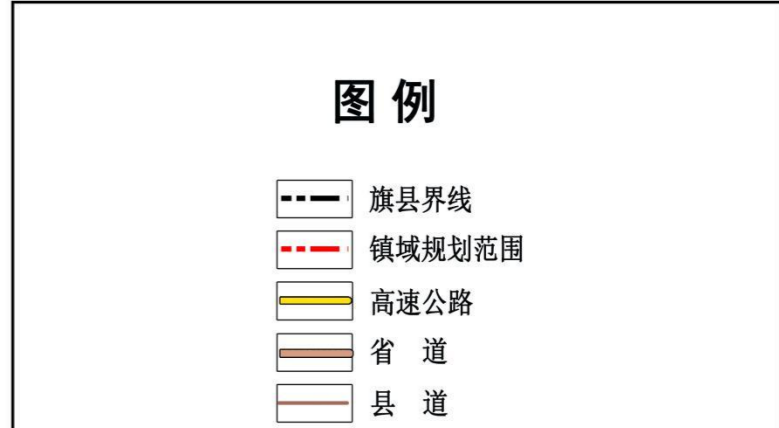 图 例
旗县界线
镇域规划范围
高速公路
省 道
县 道